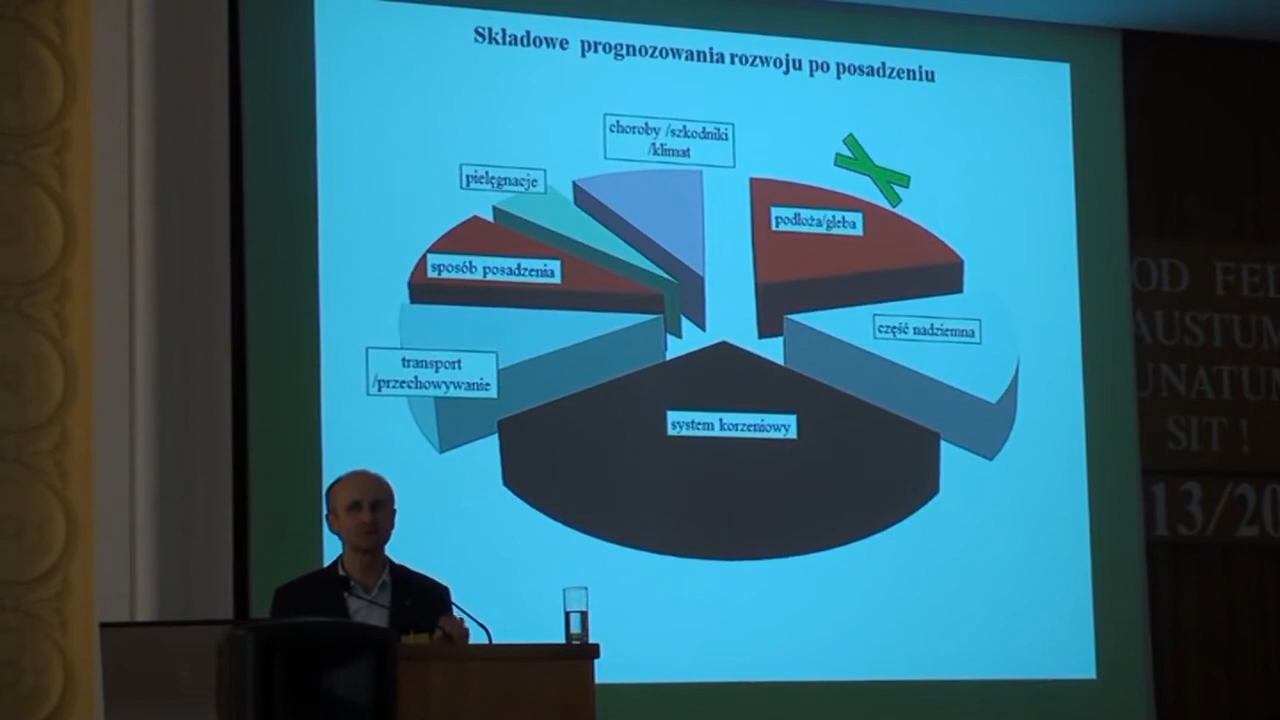 Składowe prognozowania rozwoju po posadzeniu
choroby /szkodniki
/klimat
pielęgnacje
podłoża/gleba
sposób posadzenia
część nadziemna
transport
/przechowywanie
system korzeniowy
OD FE
AUSTUM
UNATUM
SIT !
13/20